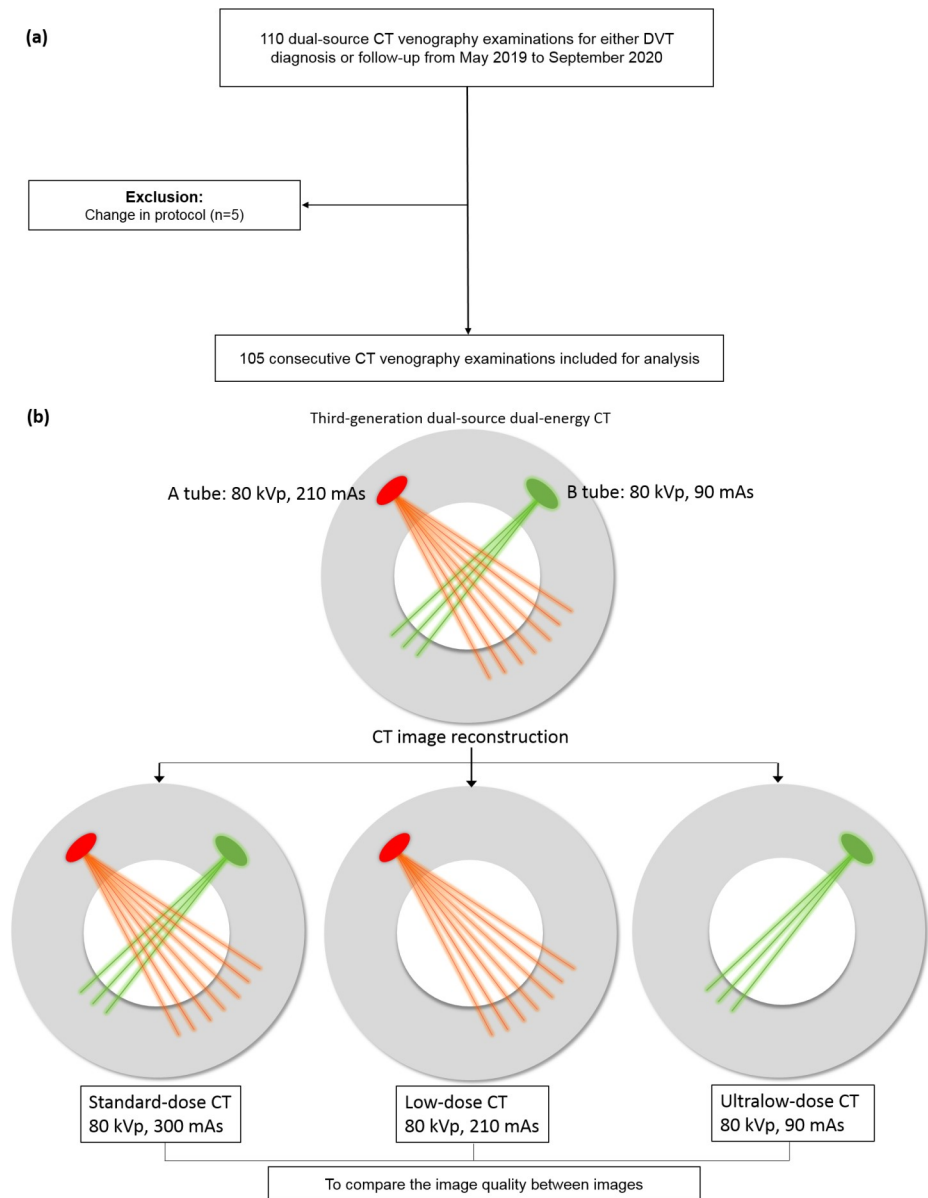 (a)
110 dual-source CT venography examinations for either DVT
diagnosis or follow-up from May 2019 to September 2020
Exclusion:
Change in protocol (n=5)
105 consecutive CT venography examinations included for analysis
(b)
Third-generation dual-source dual-energy CT
A tube: 80 kVp, 210 mAs
B tube: 80 kVp, 90 mAs
CT image reconstruction
Standard-dose CT
80 kVp, 300 mAs
Low-dose CT
80 kVp, 210 mAs
Ultralow-dose CT
80 kVp, 90 mAs
To compare the image quality between images